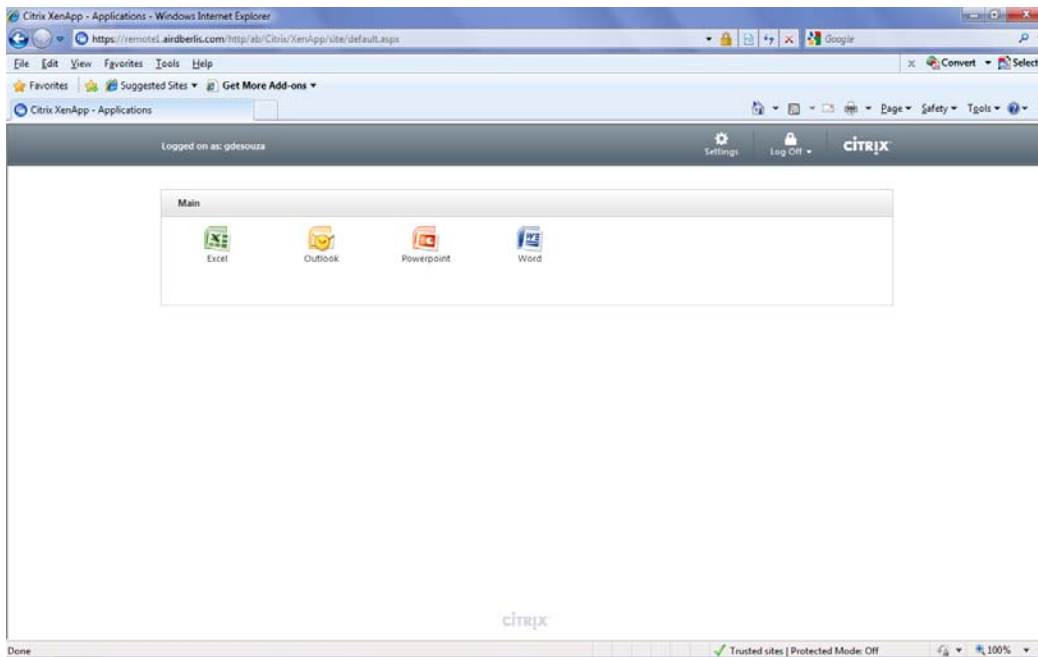 Citrix XenApp - Applications - Windows Internet Explorer
https://remote1.airdberlis.com/http/ab/Citrix/XenApp/site/default.aspx
Google
File Edit View Favorites Tools Help
Convert
Select
Favorites Suggested Sites Get More Add-ons
Citrix XenApp - Applications
Page Safety Tools
Logged on as: gdesouza
Settings
Log Off
CITRIX
Main
Excel
Outlook
Powerpoint
Word
CITRIX
Done
Trusted sites | Protected Mode: Off
100%